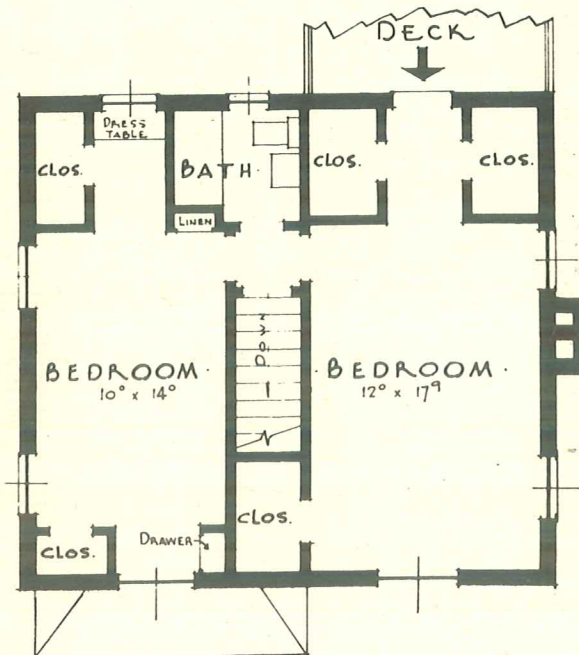 DECK
DRESS
TABLE
CLOS.
BATH
CLOS.
CLOS.
LINEN
DOWN
BEDROOM
10⁰ x 14⁰
BEDROOM
12⁰ x 17⁹
CLOS.
DRAWER
CLOS.